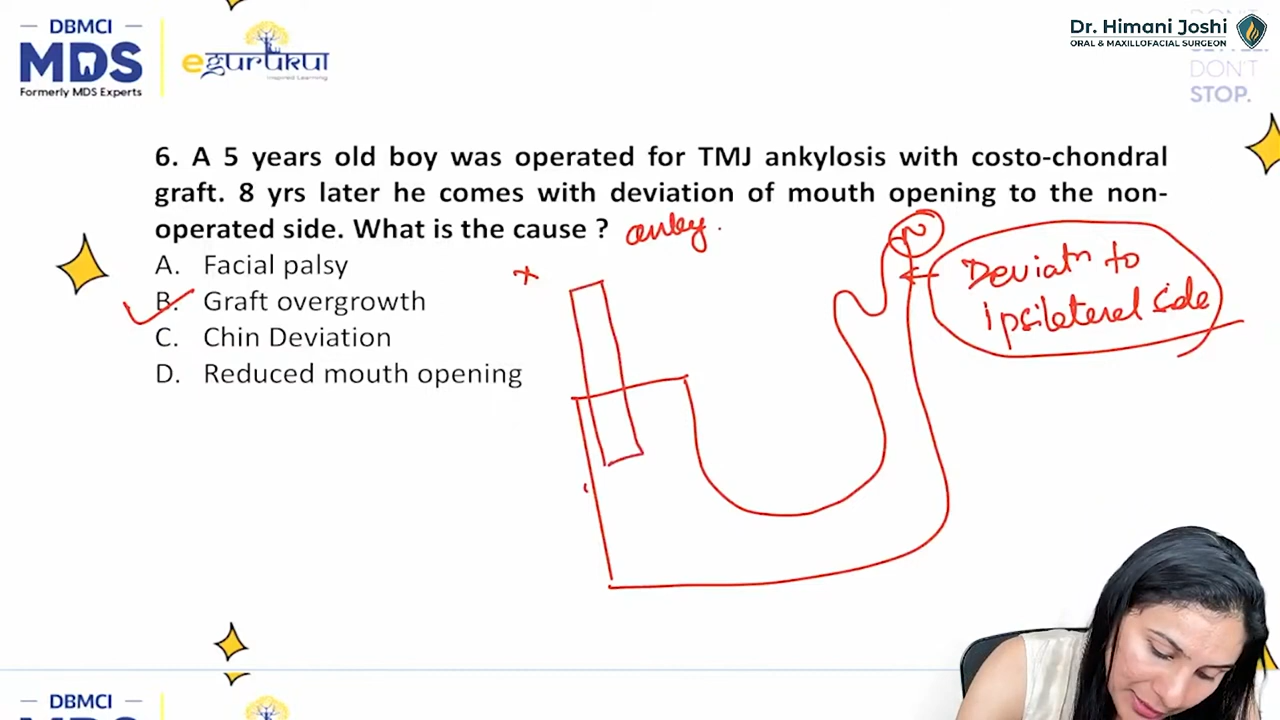 DBMCI
MDS
Formerly MDS Experts
egurukul
Inspired Learning
Dr. Himani Joshi
ORAL & MAXILLOFACIAL SURGEON
DON'T
STOP.
6. A 5 years old boy was operated for TMJ ankylosis with costo-chondral
graft. 8 yrs later he comes with deviation of mouth opening to the non-
operated side. What is the cause ?
anky
A. Facial palsy
B. Graft overgrowth
C. Chin Deviation
D. Reduced mouth opening
N
Deviatn to
ipsilateral side
DBMCI